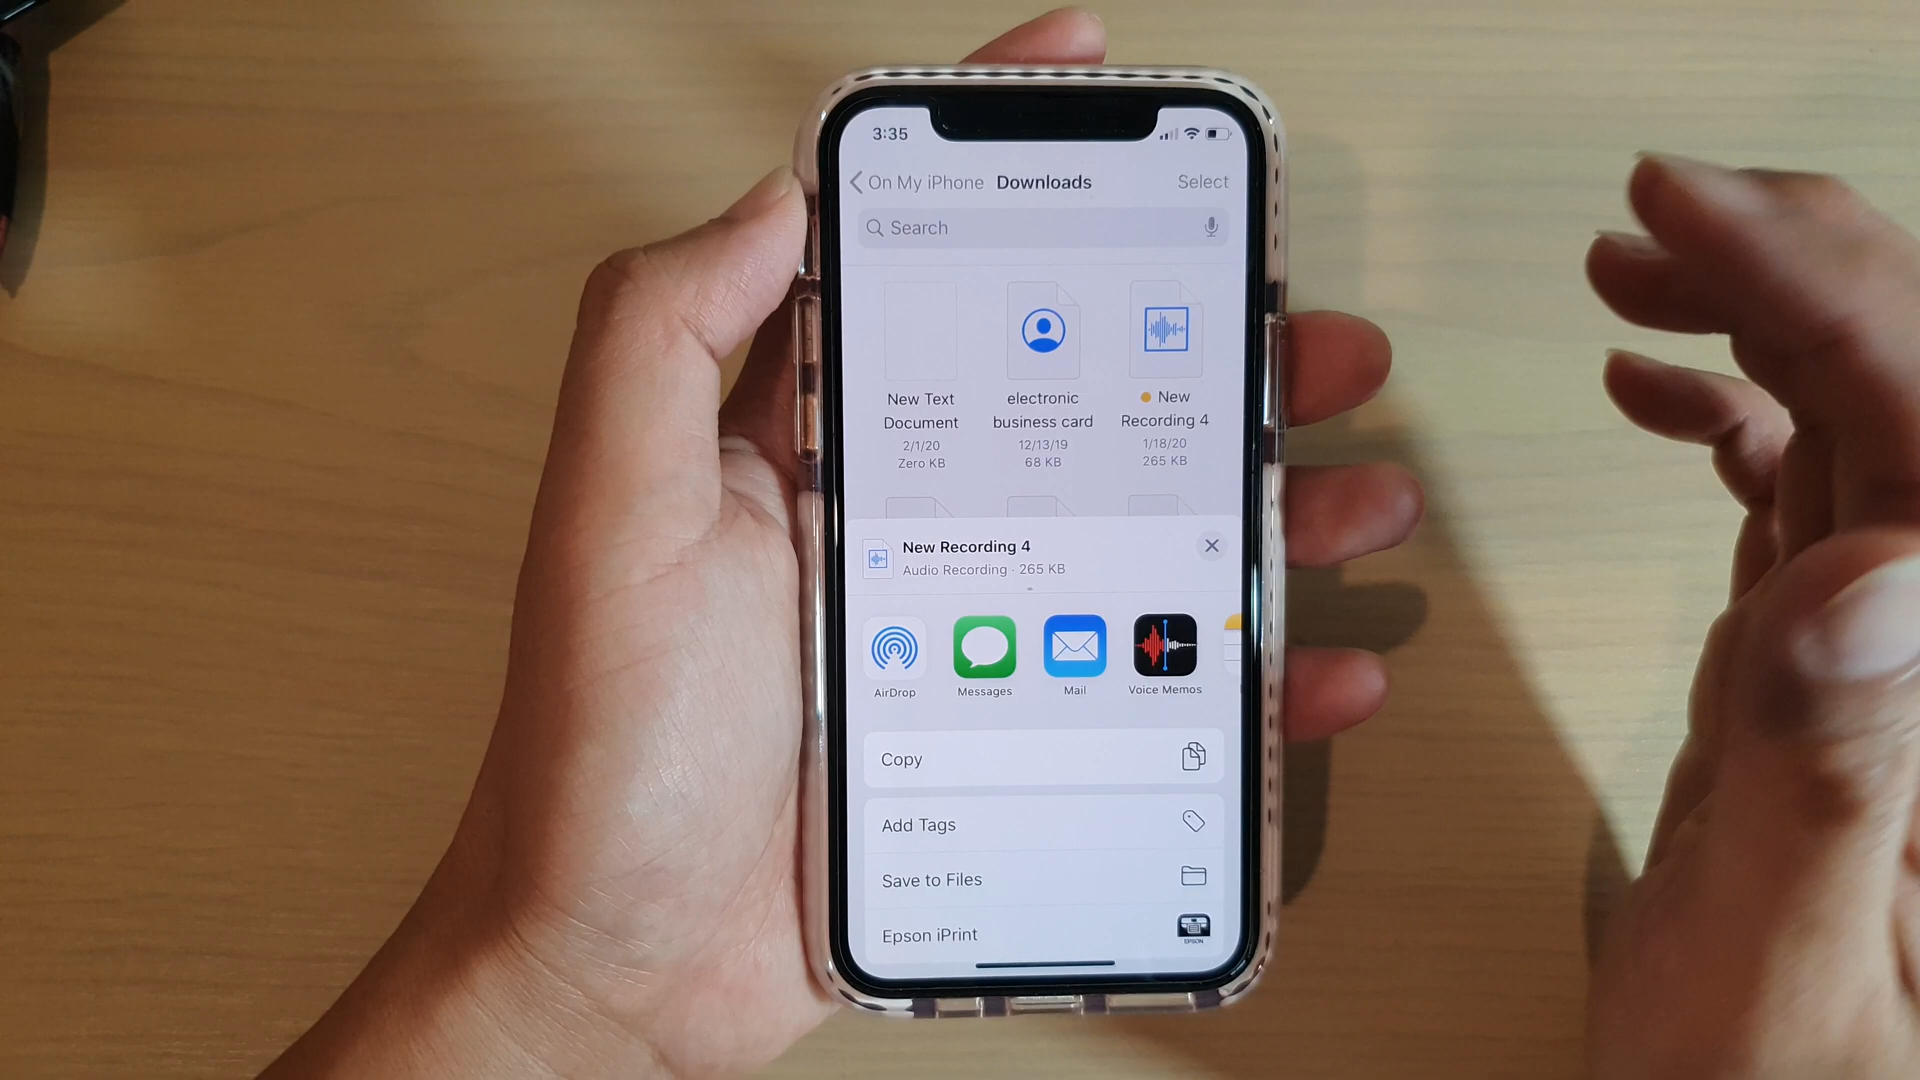 3:35
On My iPhone Downloads Select
Search
New Text
Document
2/1/20
Zero KB
electronic
business card
12/13/19
68 KB
New
Recording 4
1/18/20
265 KB
New Recording 4
Audio Recording · 265 KB
AirDrop
Messages
Mail
Voice Memos
Copy
Add Tags
Save to Files
Epson iPrint
EPSON